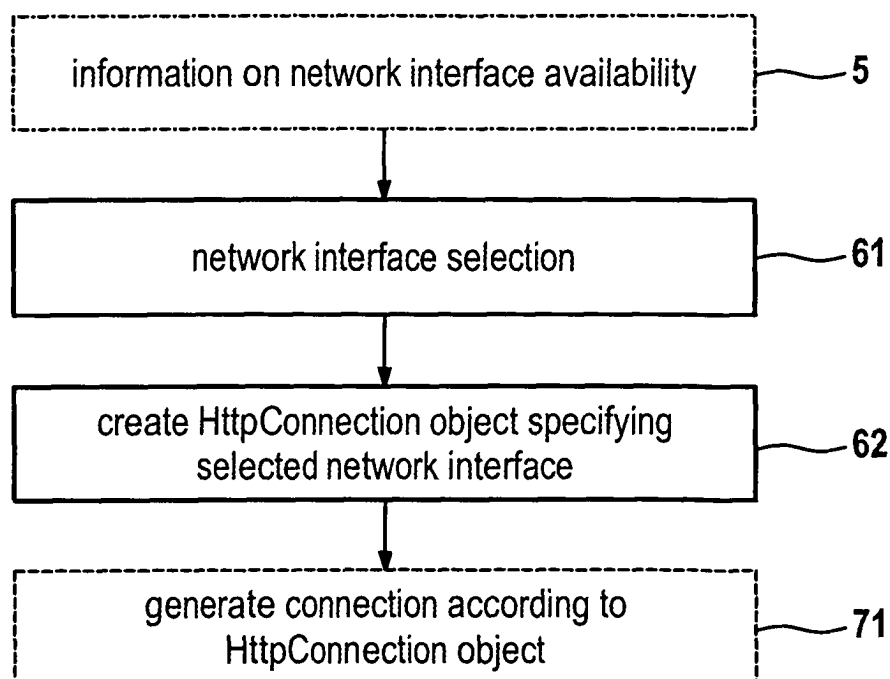 information on network interface availability
5
network interface selection
61
create HttpConnection object specifying
selected network interface
62
generate connection according to
HttpConnection object
71